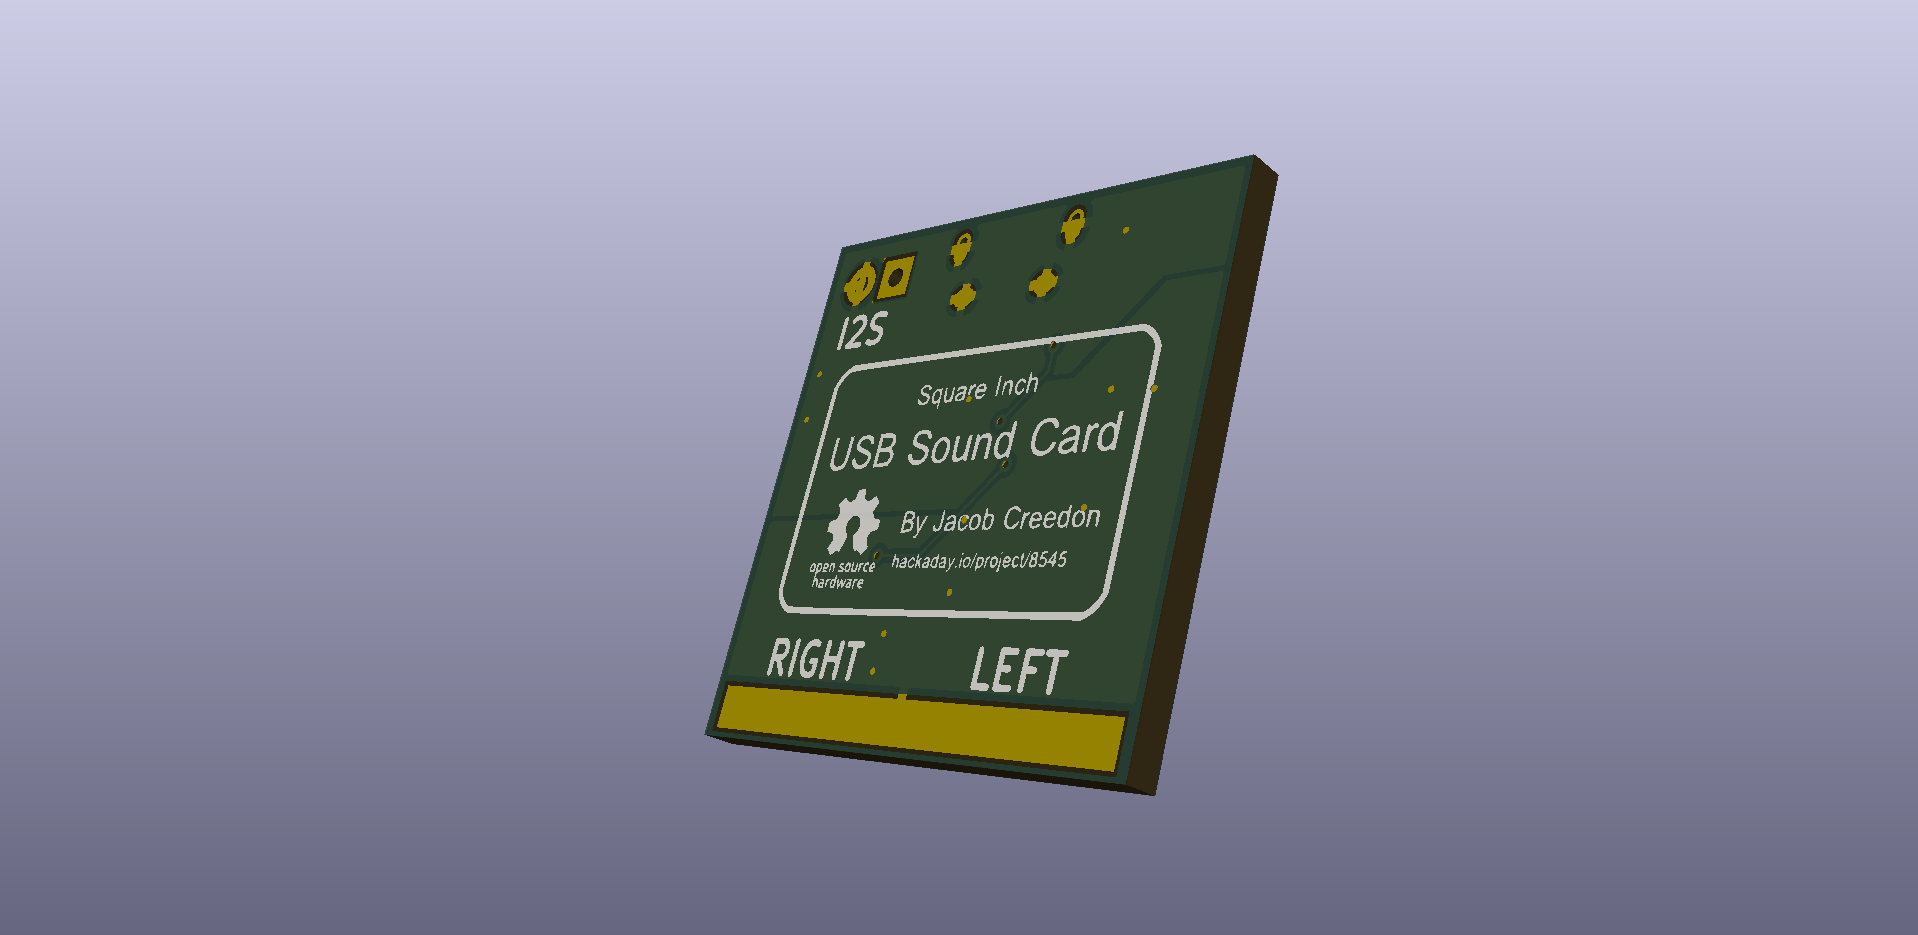 I2S
Square Inch
USB Sound Card
By Jacob Creedon
open source
hardware
hackaday.io/project/8545
RIGHT
LEFT